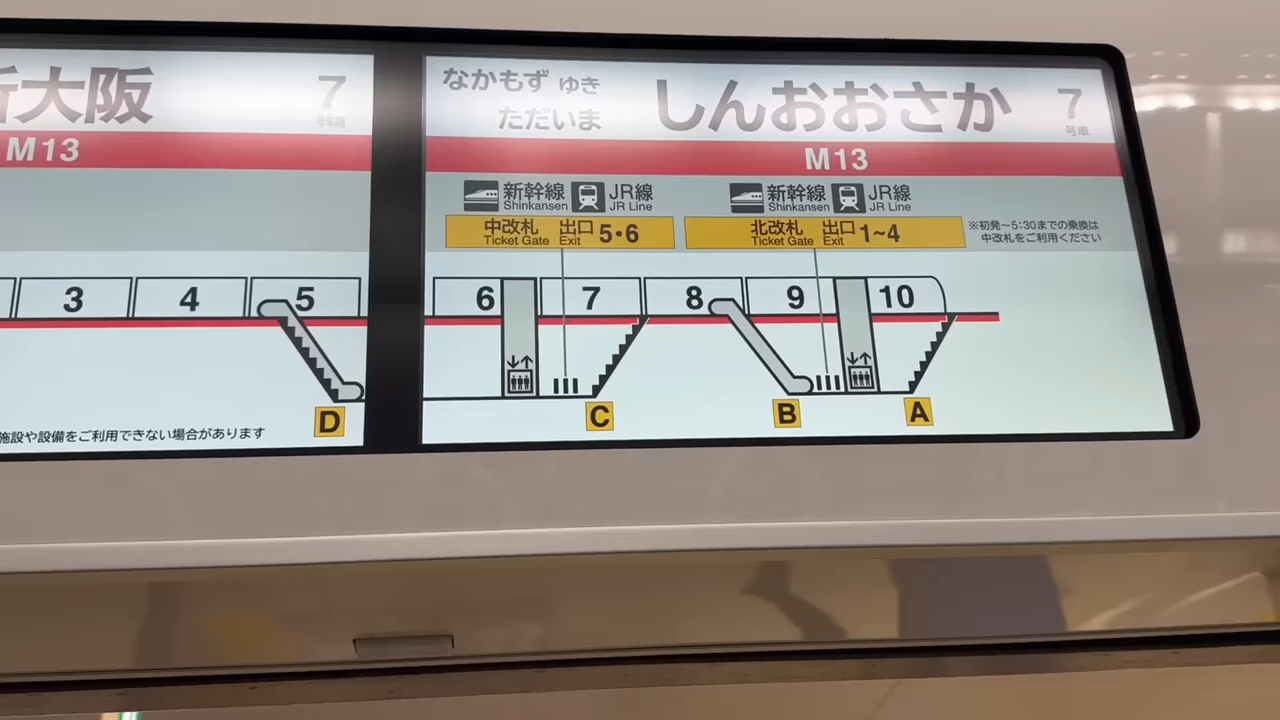 新大阪
7
号車
M13
3 4 5
D
施設や設備をご利用できない場合があります
なかもず ゆき
ただいま
しんおおさか
7
号車
M13
新幹線 JR線
Shinkansen JR Line
中改札 出口 5・6
Ticket Gate Exit
新幹線 JR線
Shinkansen JR Line
北改札 出口 1~4
Ticket Gate Exit
※初発~5:30までの乗換は
中改札をご利用ください
6 7 8 9 10
C B A